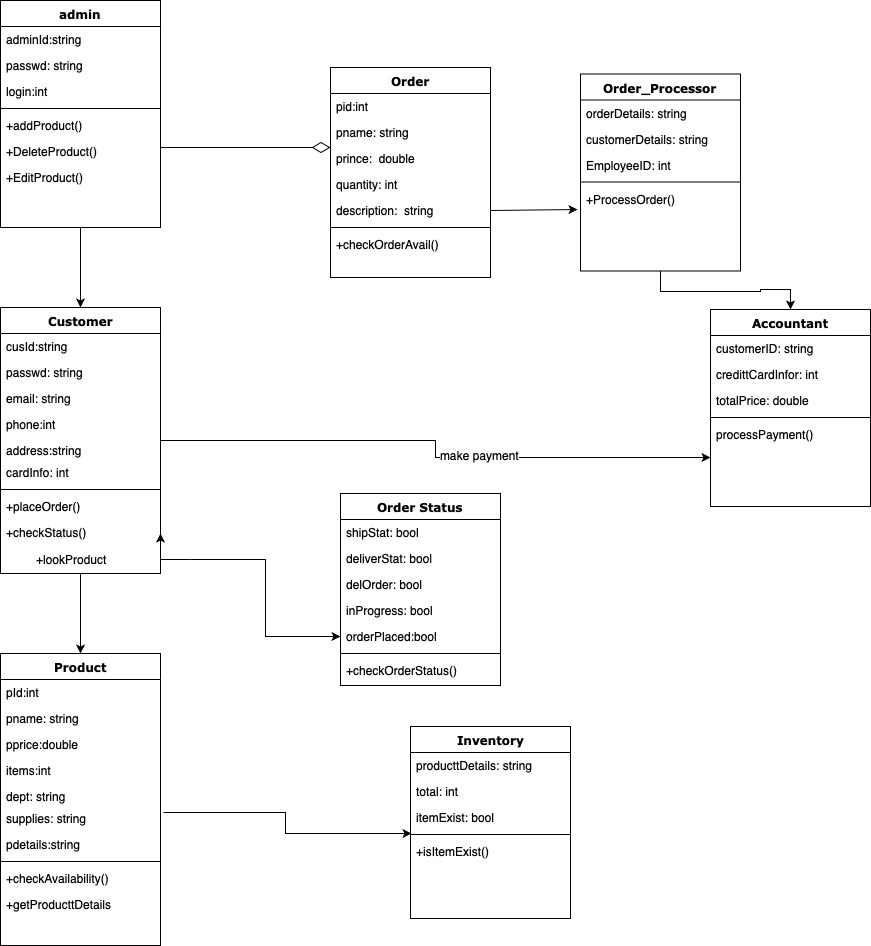 admin
adminId:string
passwd: string
login:int
+addProduct()
+DeleteProduct()
+EditProduct()
Order
pid:int
pname: string
prince:  double
quantity: int
description:  string
+checkOrderAvail()
Order_Processor
orderDetails: string
customerDetails: string
EmployeeID: int
+ProcessOrder()
Customer
cusId:string
passwd: string
email: string
phone:int
address:string
cardInfo: int
+placeOrder()
+checkStatus()
+lookProduct
make payment
Accountant
customerID: string
credittCardInfor: int
totalPrice: double
processPayment()
Order Status
shipStat: bool
deliverStat: bool
delOrder: bool
inProgress: bool
orderPlaced:bool
+checkOrderStatus()
Product
pId:int
pname: string
pprice:double
items:int
dept: string
supplies: string
pdetails:string
+checkAvailability()
+getProducttDetails
Inventory
producttDetails: string
total: int
itemExist: bool
+isItemExist()